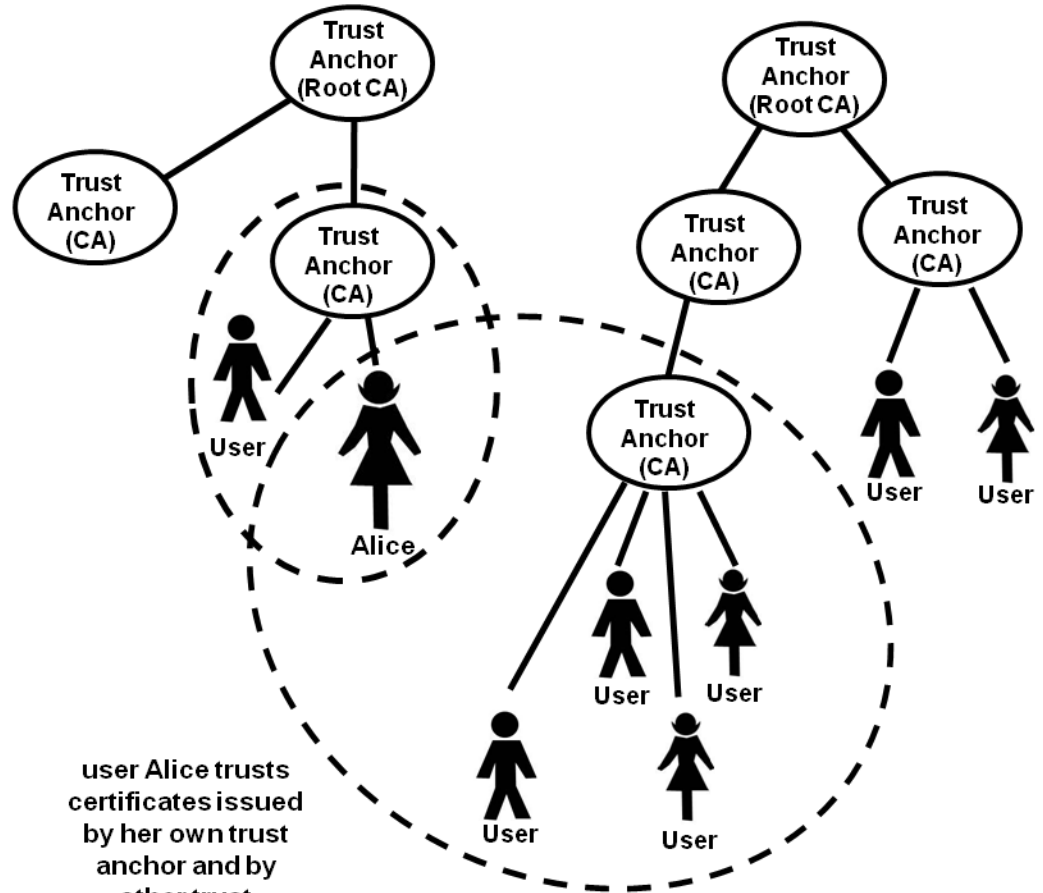 Trust
Anchor
(Root CA)
Trust
Anchor
(Root CA)
Trust
Anchor
(CA)
Trust
Anchor
(CA)
Trust
Anchor
(CA)
Trust
Anchor
(CA)
User
Alice
Trust
Anchor
(CA)
User
User
User
User
User
User
user Alice trusts
certificates issued
by her own trust
anchor and by
other trust